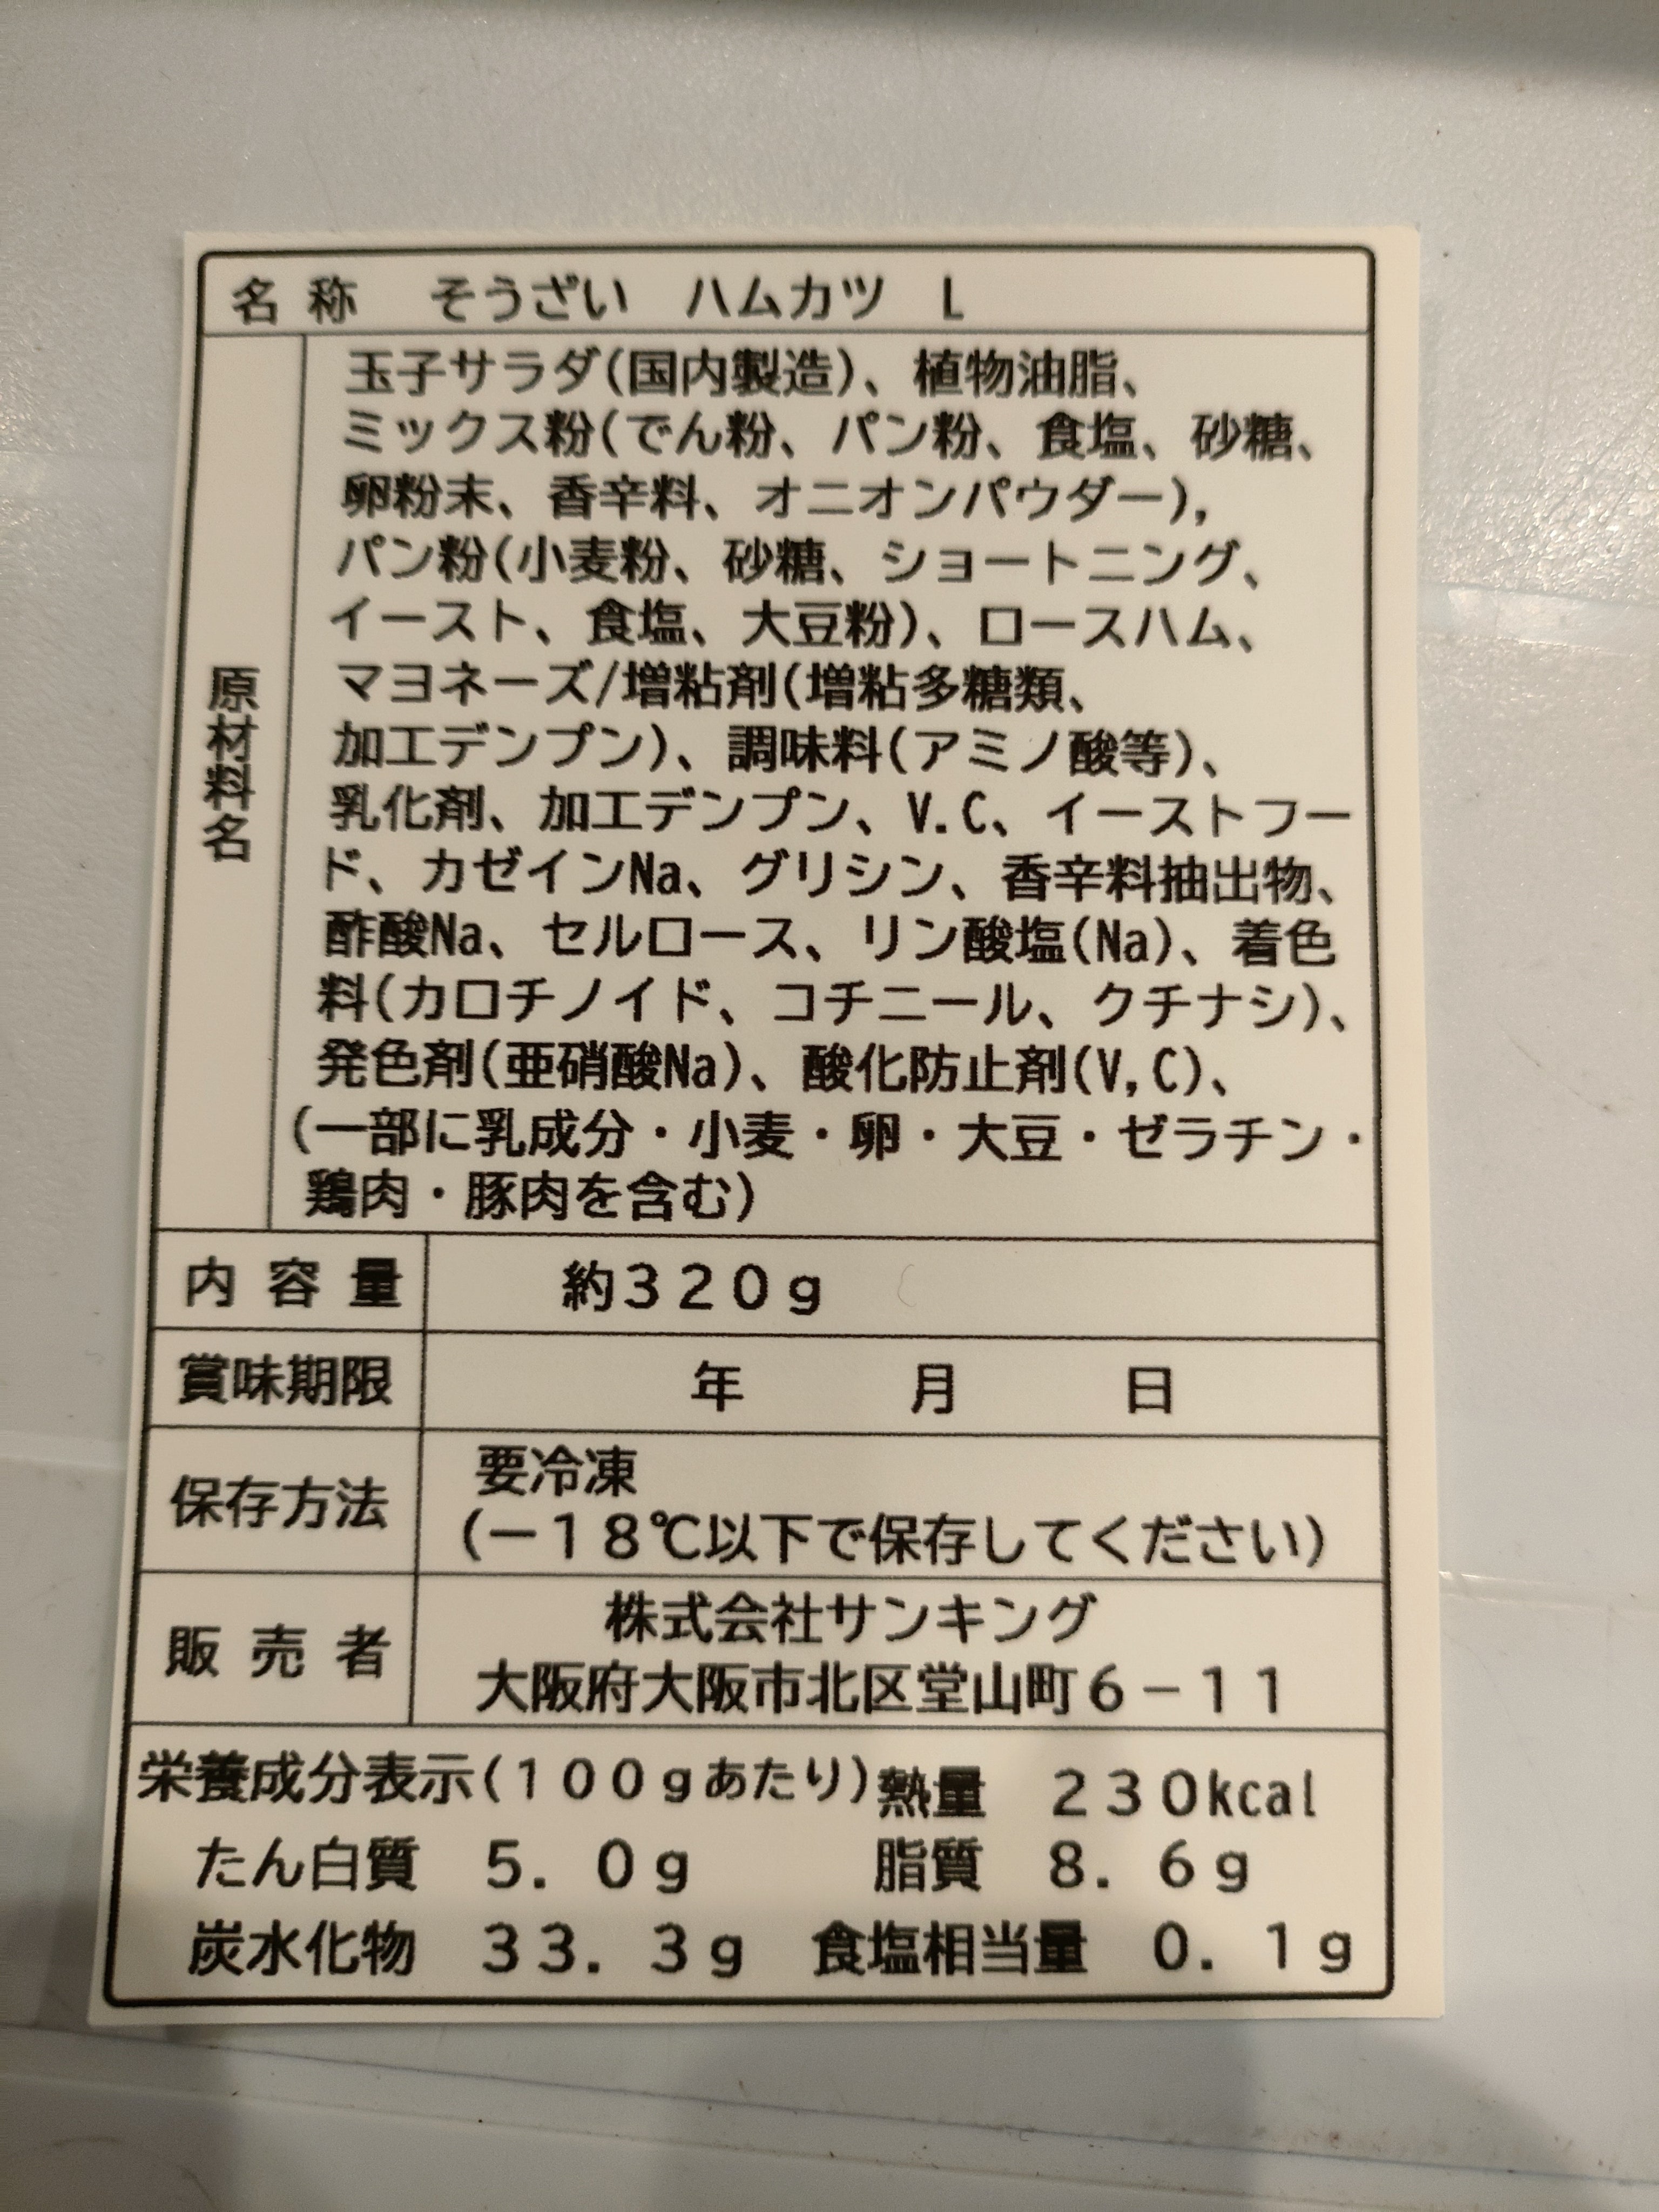 名称 そうざい ハムカツ L
原材料名
玉子サラダ(国内製造)、植物油脂、
ミックス粉(でん粉、パン粉、食塩、砂糖、
卵粉末、香辛料、オニオンパウダー),
パン粉(小麦粉、砂糖、ショートニング、
イースト、食塩、大豆粉)、ロースハム、
マヨネーズ/増粘剤(増粘多糖類、
加工デンプン)、調味料(アミノ酸等)、
乳化剤、加工デンプン、V.C、イーストフー
ド、カゼインNa、グリシン、香辛料抽出物、
酢酸Na、セルロース、リン酸塩(Na)、着色
料(カロチノイド、コチニール、クチナシ)、
発色剤(亜硝酸Na)、酸化防止剤(V,C)、
(一部に乳成分・小麦・卵・大豆・ゼラチン・
鶏肉・豚肉を含む)
内容量 約320g
賞味期限 年 月 日
保存方法 要冷凍
(-18℃以下で保存してください)
販売者 株式会社サンキング
大阪府大阪市北区堂山町6-11
栄養成分表示(100gあたり) 熱量 230kcal
たん白質 5.0g 脂質 8.6g
炭水化物 33.3g 食塩相当量 0.1g